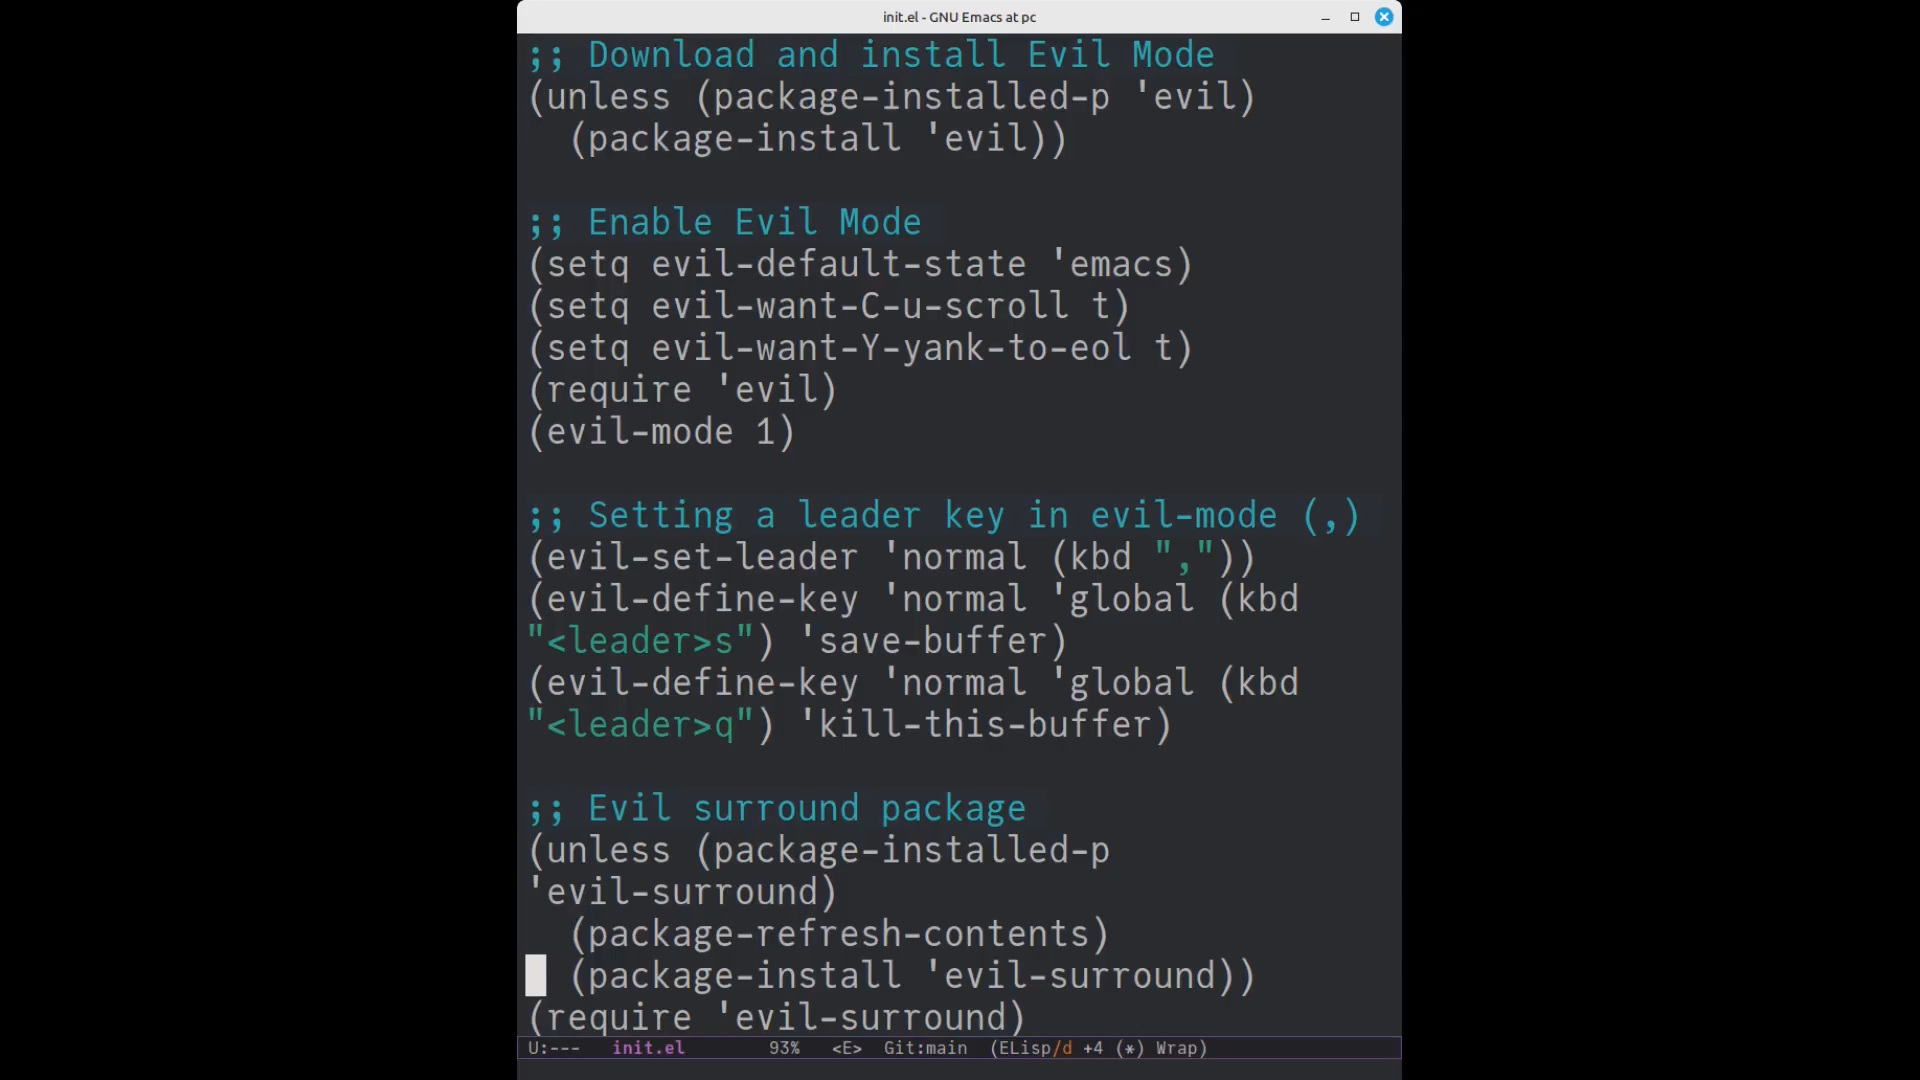 init.el - GNU Emacs at pc
;; Download and install Evil Mode
(unless (package-installed-p 'evil)
  (package-install 'evil))
;; Enable Evil Mode
(setq evil-default-state 'emacs)
(setq evil-want-C-u-scroll t)
(setq evil-want-Y-yank-to-eol t)
(require 'evil)
(evil-mode 1)
;; Setting a leader key in evil-mode (,)
(evil-set-leader 'normal (kbd ","))
(evil-define-key 'normal 'global (kbd
"<leader>s") 'save-buffer)
(evil-define-key 'normal 'global (kbd
"<leader>q") 'kill-this-buffer)
;; Evil surround package
(unless (package-installed-p
'evil-surround)
  (package-refresh-contents)
  (package-install 'evil-surround))
(require 'evil-surround)
U:---   init.el        93%   <E>  Git:main  (ELisp/d +4 (*) Wrap)